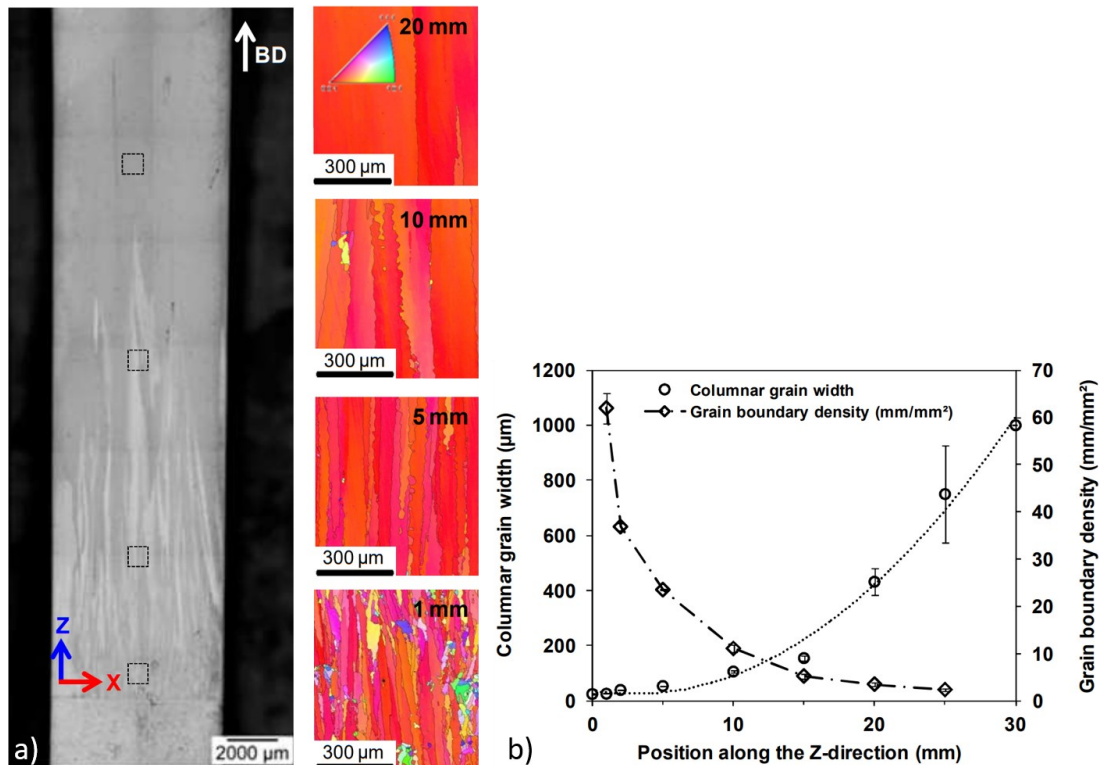 BD
Z
X
a)
2000 µm
20 mm
300 µm
10 mm
300 µm
5 mm
300 µm
1 mm
300 µm
b)
Columnar grain width (µm)
1200
1000
800
600
400
200
0
Columnar grain width
Grain boundary density (mm/mm²)
70
60
50
40
30
20
10
0
Grain boundary density (mm/mm²)
0 5 10 15 20 25 30
Position along the Z-direction (mm)